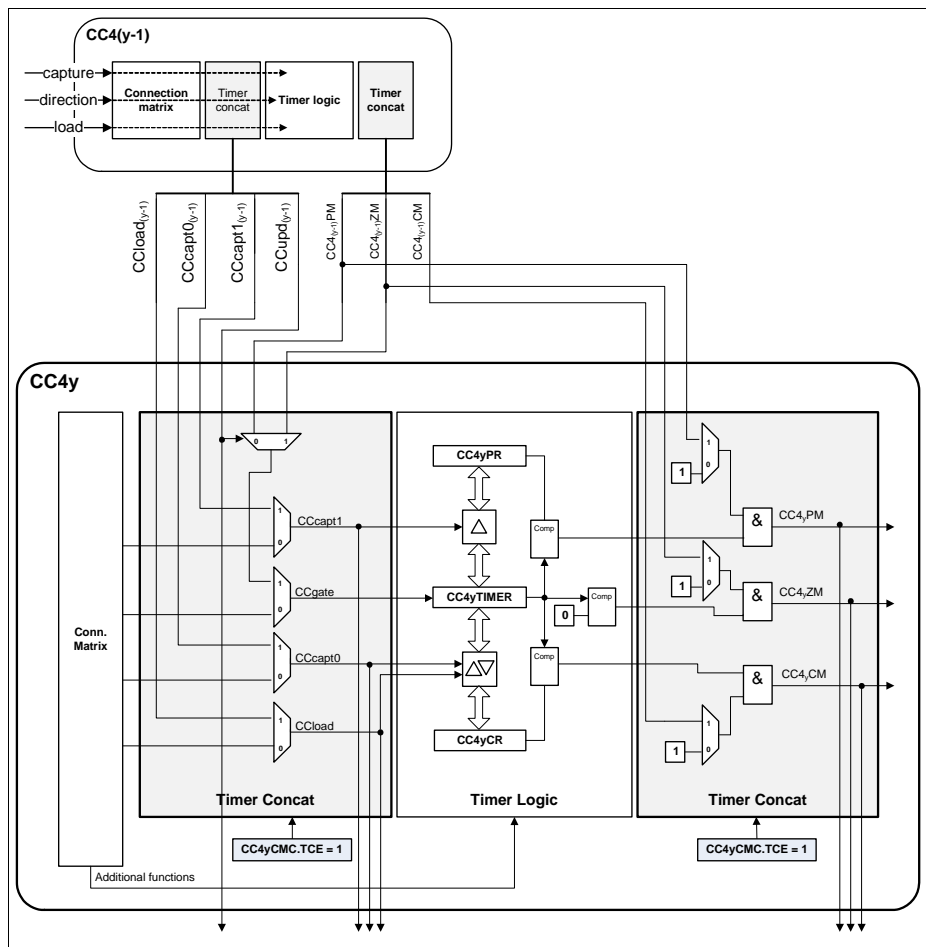 CC4(y-1)
capture
direction
load
Connection
matrix
Timer
concat
Timer logic
Timer
concat
CCload(y-1)
CCcapt0(y-1)
CCcapt1(y-1)
CCupd(y-1)
CC4(y-1)PM
CC4(y-1)ZM
CC4(y-1)CM
CC4y
0 1
CC4yPR
1
0
1
&
CC4yPM
1
0
CCcapt1
Comp
1
0
1
&
CC4yZM
1
0
CCgate
CC4yTIMER
0
Comp
Conn.
Matrix
1
0
CCcapt0
Comp
&
CC4yCM
1
0
CCload
CC4yCR
1
0
1
Timer Concat
Timer Logic
Timer Concat
CC4yCMC.TCE = 1
CC4yCMC.TCE = 1
Additional functions